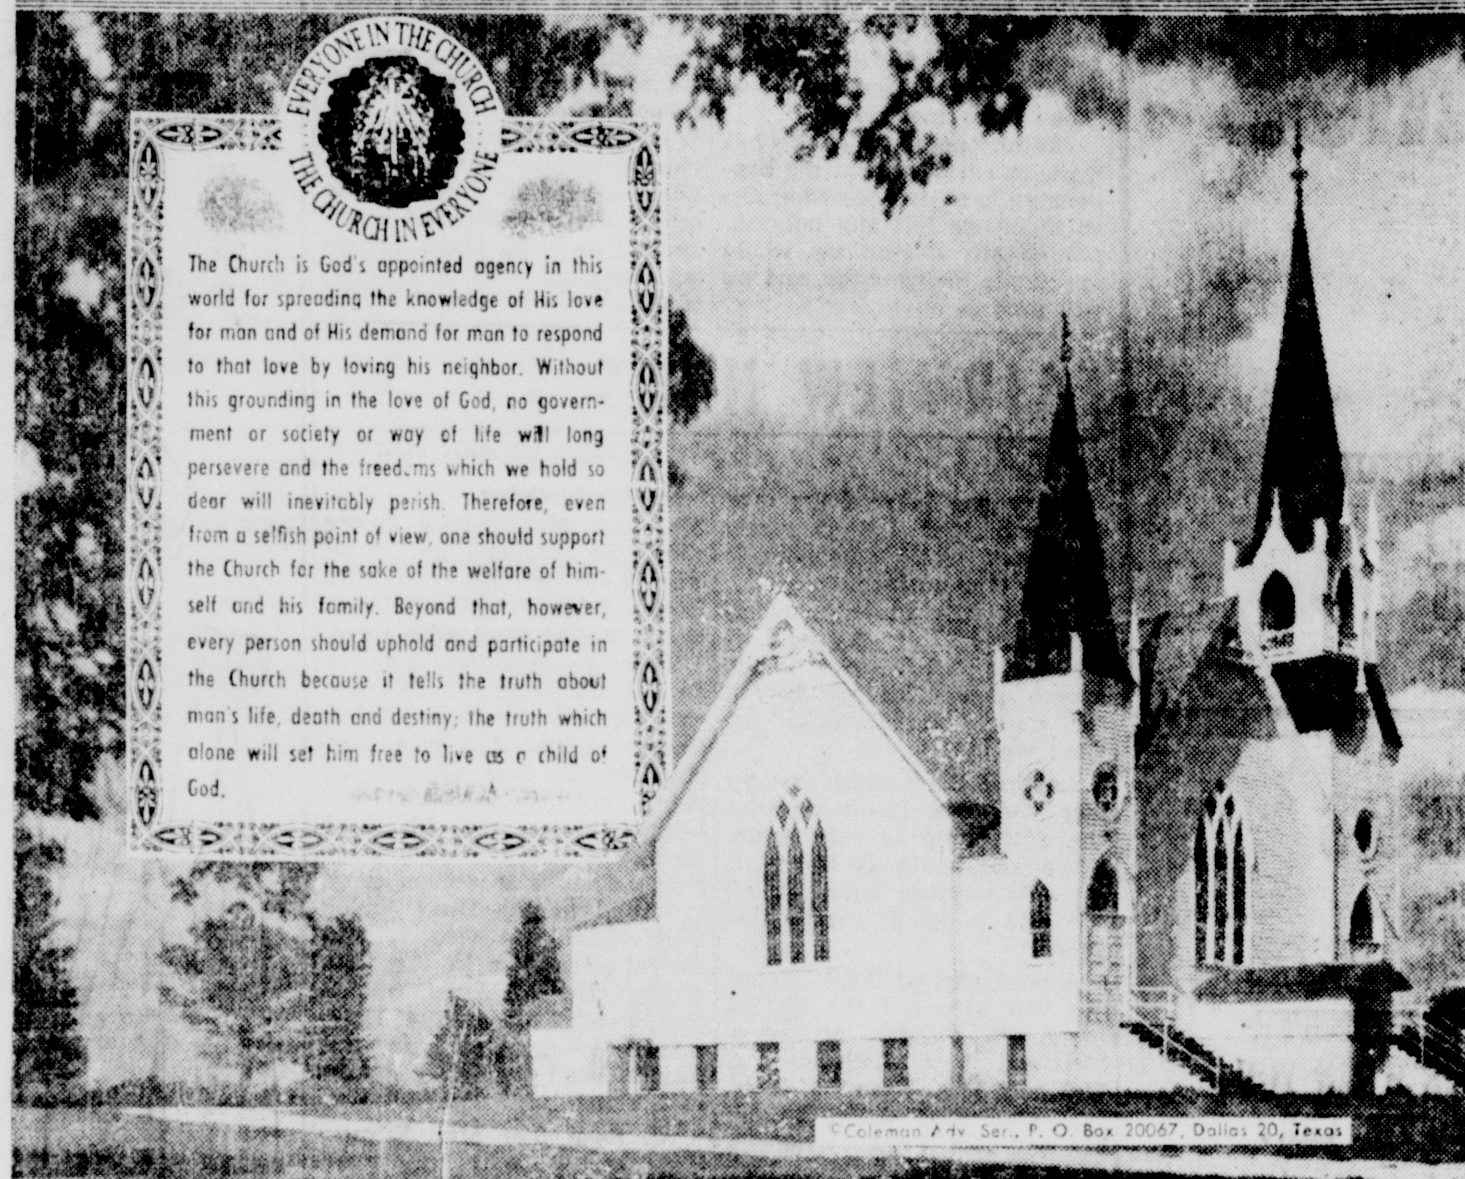 EVERYONE IN THE CHURCH
THE CHURCH IN EVERYONE
The Church is God's appointed agency in this
world for spreading the knowledge of His love
for man and of His demand for man to respond
to that love by loving his neighbor. Without
this grounding in the love of God, no govern-
ment or society or way of life will long
persevere and the freedoms which we hold so
dear will inevitably perish. Therefore, even
from a selfish point of view, one should support
the Church for the sake of the welfare of him-
self and his family. Beyond that, however,
every person should uphold and participate in
the Church because it tells the truth about
man's life, death and destiny; the truth which
alone will set him free to live as a child of
God.
©Coleman Adv. Ser., P. O. Box 20067, Dallas 20, Texas